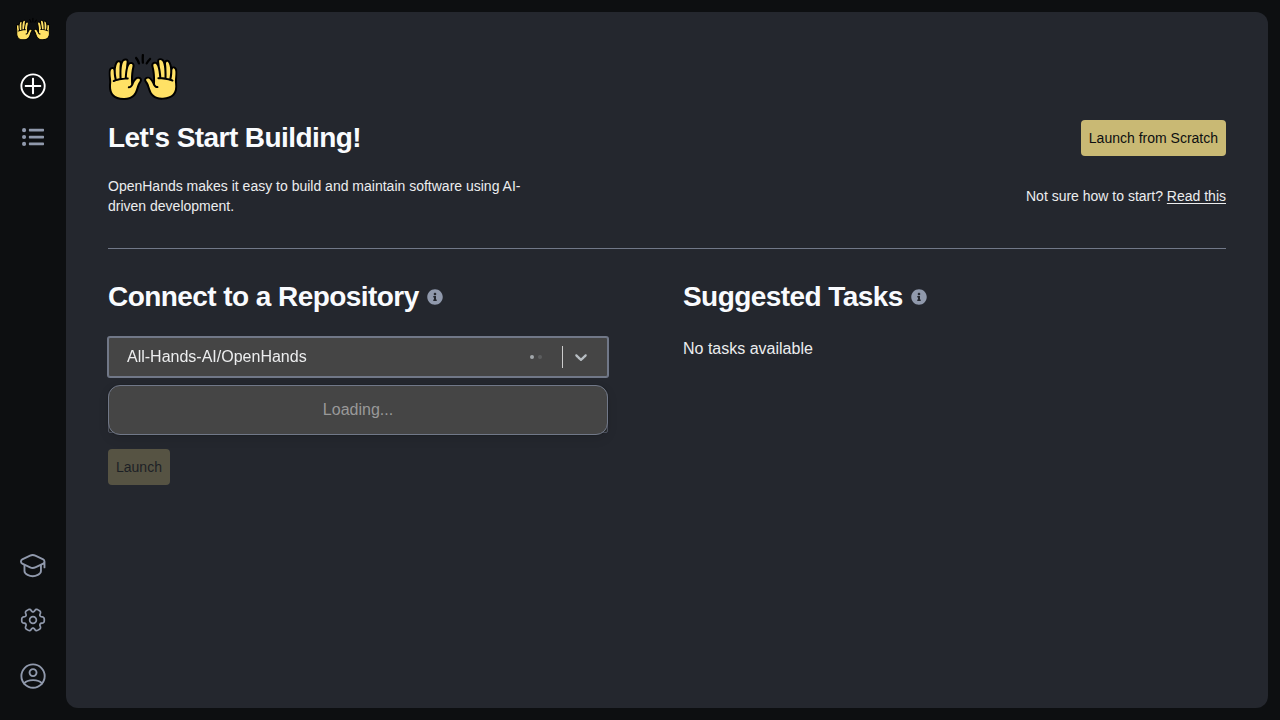 Let's Start Building!
Launch from Scratch
OpenHands makes it easy to build and maintain software using AI-
driven development.
Not sure how to start? Read this
Connect to a Repository
All-Hands-AI/OpenHands
Loading...
Launch
Suggested Tasks
No tasks available